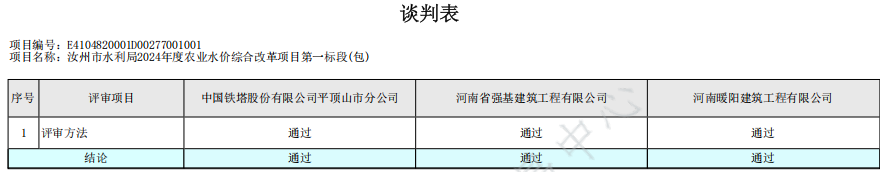 谈判表
项目编号：E4104820001D00277001001
项目名称：汝州市水利局2024年度农业水价综合改革项目第一标段(包)
序号 评审项目 中国铁塔股份有限公司平顶山市分公司 河南省强基建筑工程有限公司 河南暖阳建筑工程有限公司
1 评审方法 通过 通过 通过
结论 通过 通过 通过
中心